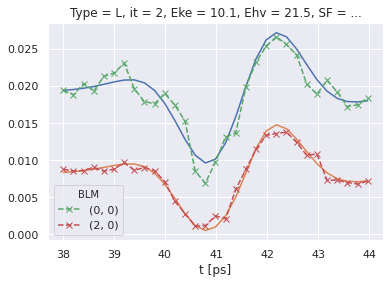 Type = L, it = 2, Eke = 10.1, Ehv = 21.5, SF = ...
0.025
0.020
0.015
0.010
0.005
0.000
BLM
(0, 0)
(2, 0)
38 39 40 41 42 43 44
t [ps]